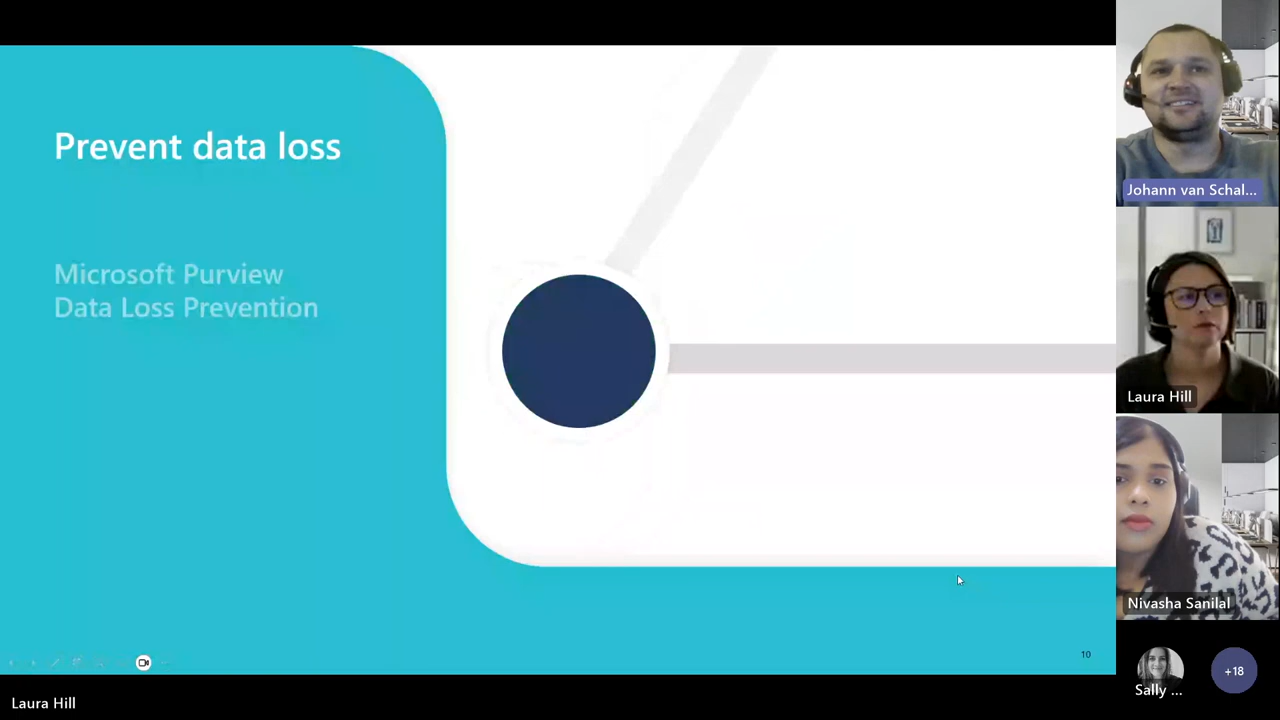 Prevent data loss
Microsoft Purview
Data Loss Prevention
10
Laura Hill
Johann van Schal...
Laura Hill
Nivasha Sanilal
Sally ...
+18